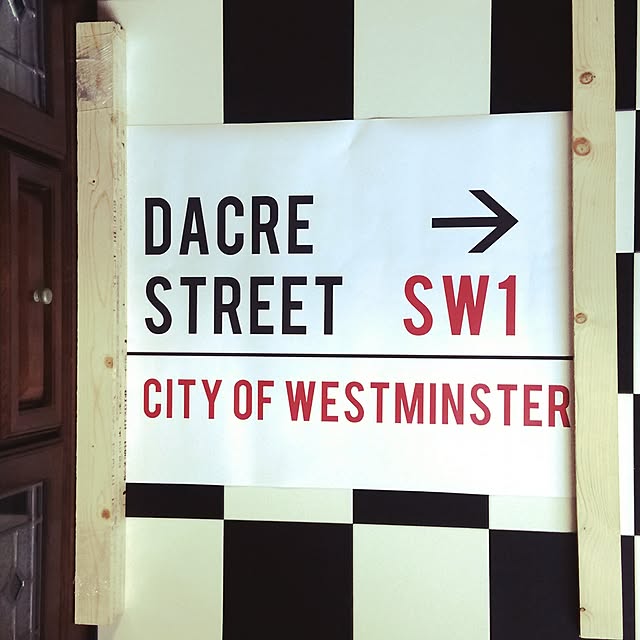 DACRE →
STREET SW1
CITY OF WESTMINSTER